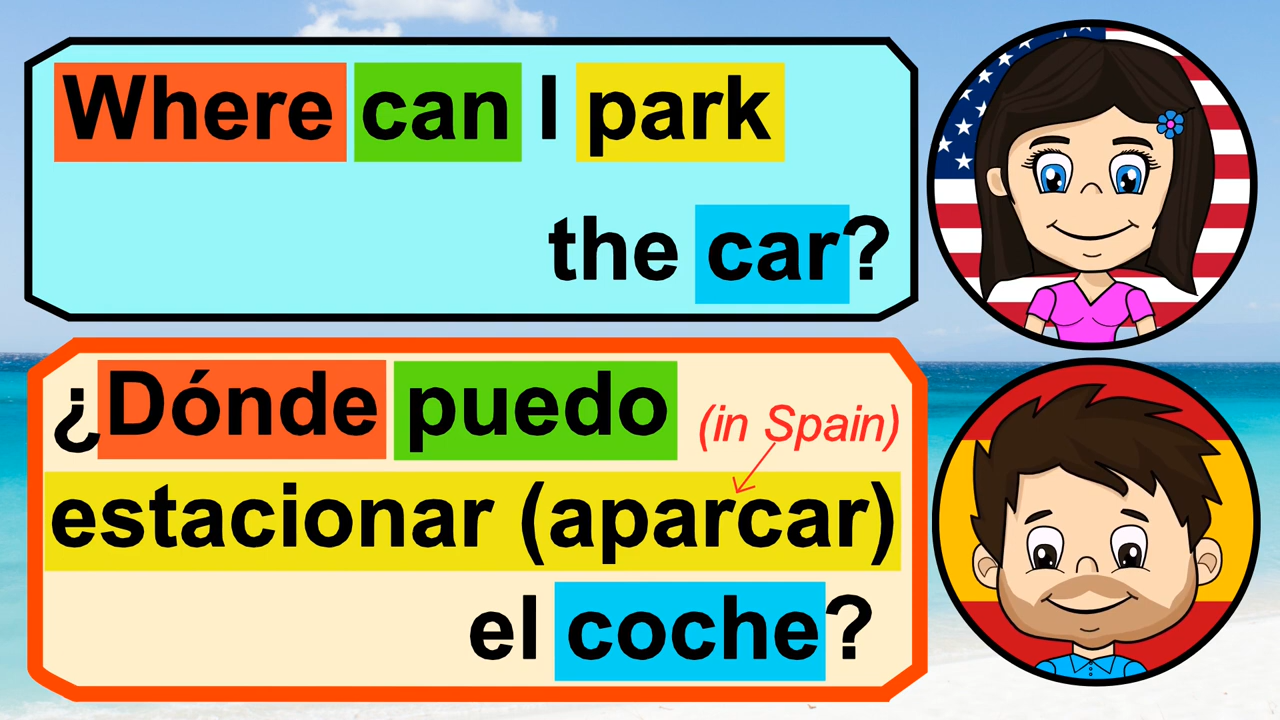 Where can I park
the car?
¿Dónde puedo (in Spain)
estacionar (aparcar)
el coche?